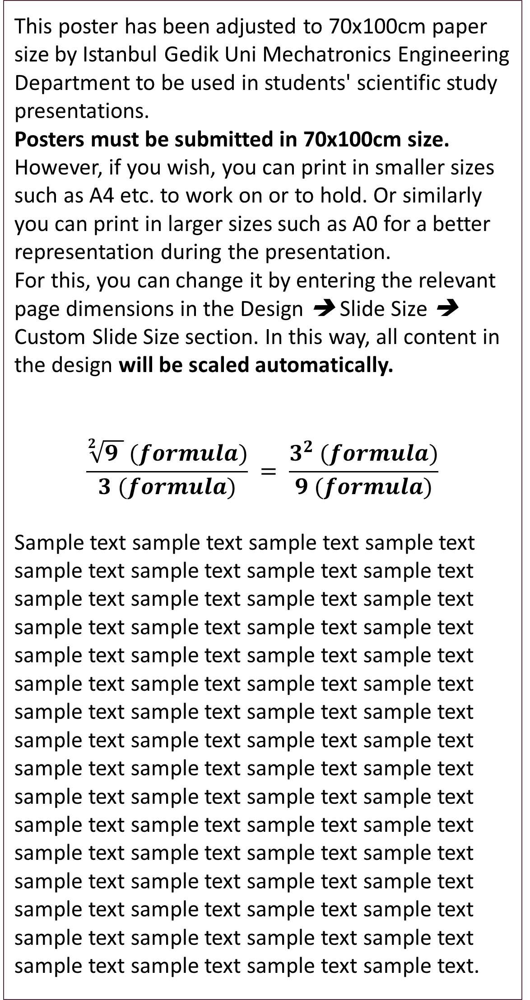 This poster has been adjusted to 70x100cm paper
size by Istanbul Gedik Uni Mechatronics Engineering
Department to be used in students' scientific study
presentations.
Posters must be submitted in 70x100cm size.
However, if you wish, you can print in smaller sizes
such as A4 etc. to work on or to hold. Or similarly
you can print in larger sizes such as A0 for a better
representation during the presentation.
For this, you can change it by entering the relevant
page dimensions in the Design ➔ Slide Size ➔
Custom Slide Size section. In this way, all content in
the design will be scaled automatically.
²√9 (formula) / 3 (formula) = 3² (formula) / 9 (formula)
Sample text sample text sample text sample text
sample text sample text sample text sample text
sample text sample text sample text sample text
sample text sample text sample text sample text
sample text sample text sample text sample text
sample text sample text sample text sample text
sample text sample text sample text sample text
sample text sample text sample text sample text
sample text sample text sample text sample text
sample text sample text sample text sample text
sample text sample text sample text sample text
sample text sample text sample text sample text
sample text sample text sample text sample text
sample text sample text sample text sample text
sample text sample text sample text sample text
sample text sample text sample text sample text.